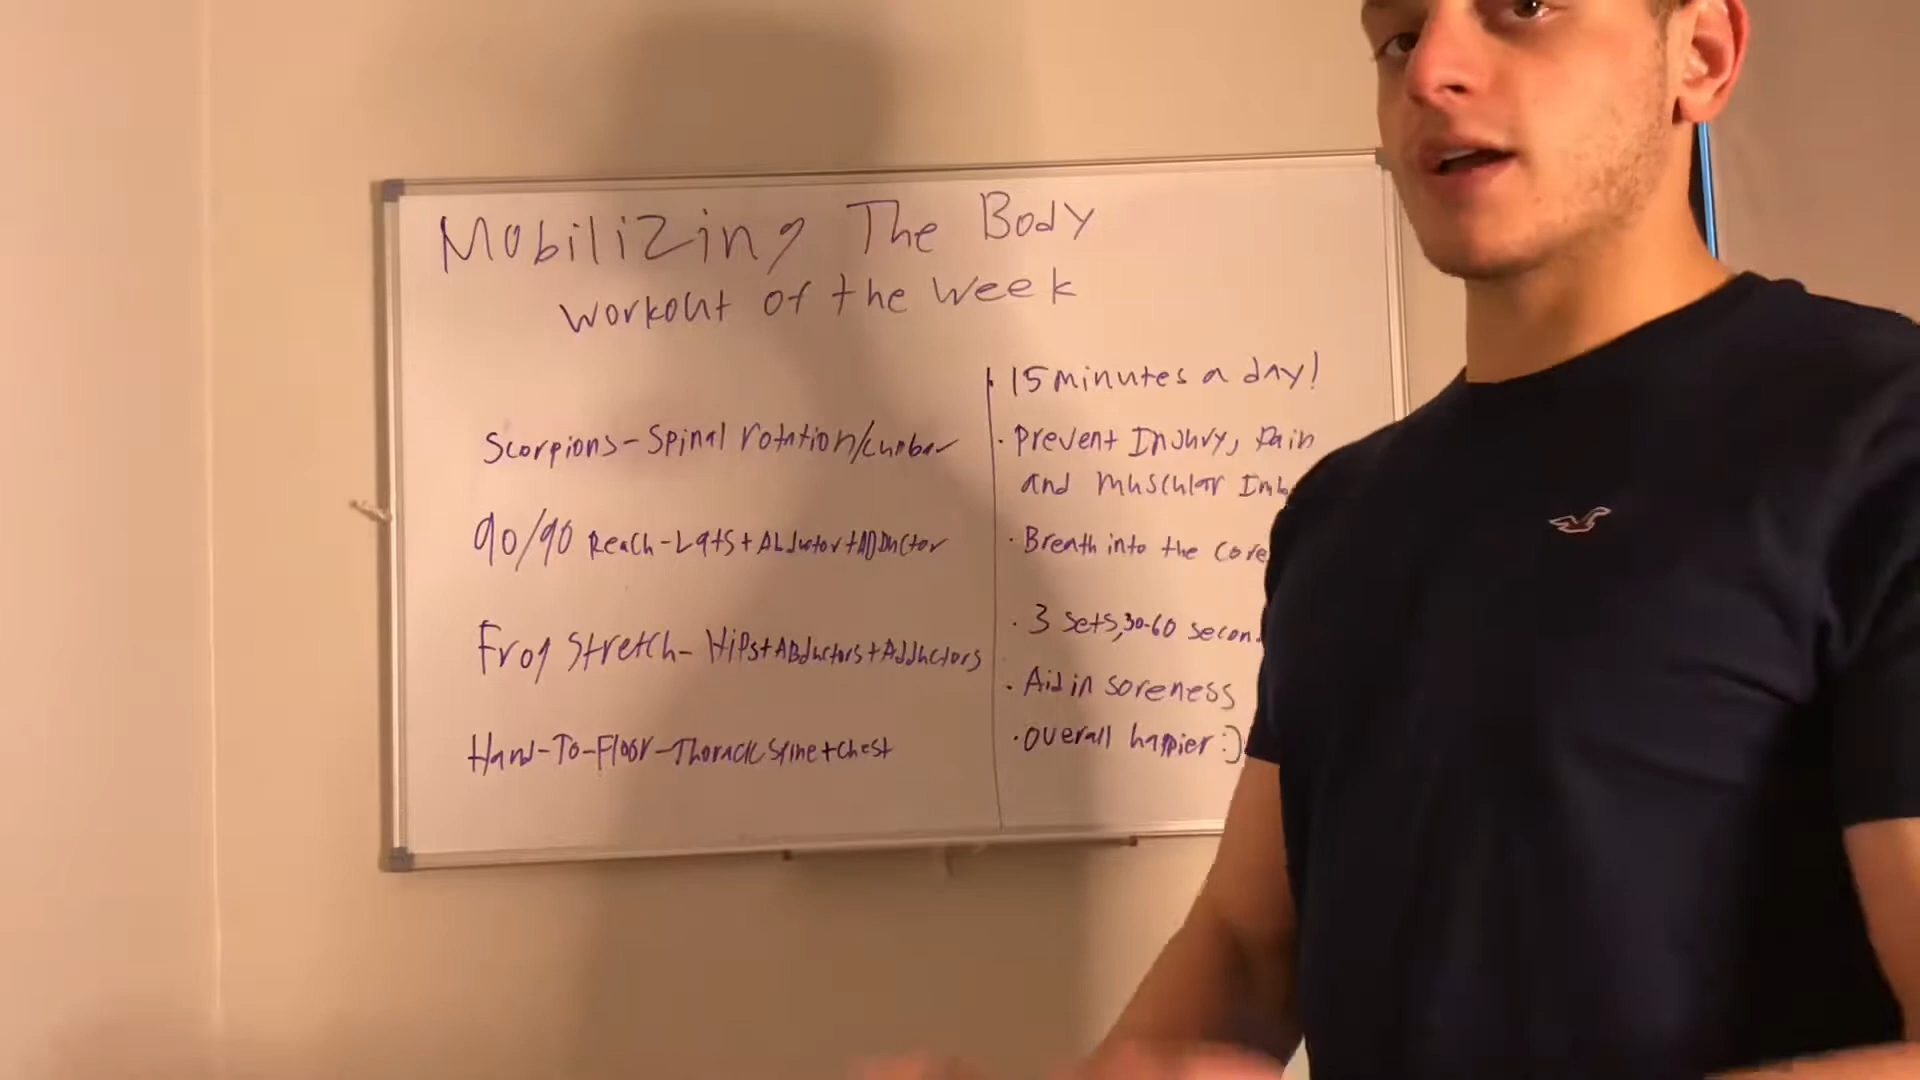 Mobilizing The Body
Workout of the Week
Scorpions - Spinal rotation/Lumbar
90/90 Reach - Lats + Abductor + ADDuctor
Frog Stretch - Hips + ABductors + Adductors
Hand-To-Floor - Thoracic Spine + Chest
15 minutes a day!
· Prevent Injury, Pain
and Muscular Imb
· Breath into the Core
· 3 sets, 30-60 secon
· Aid in soreness
· overall happier :)